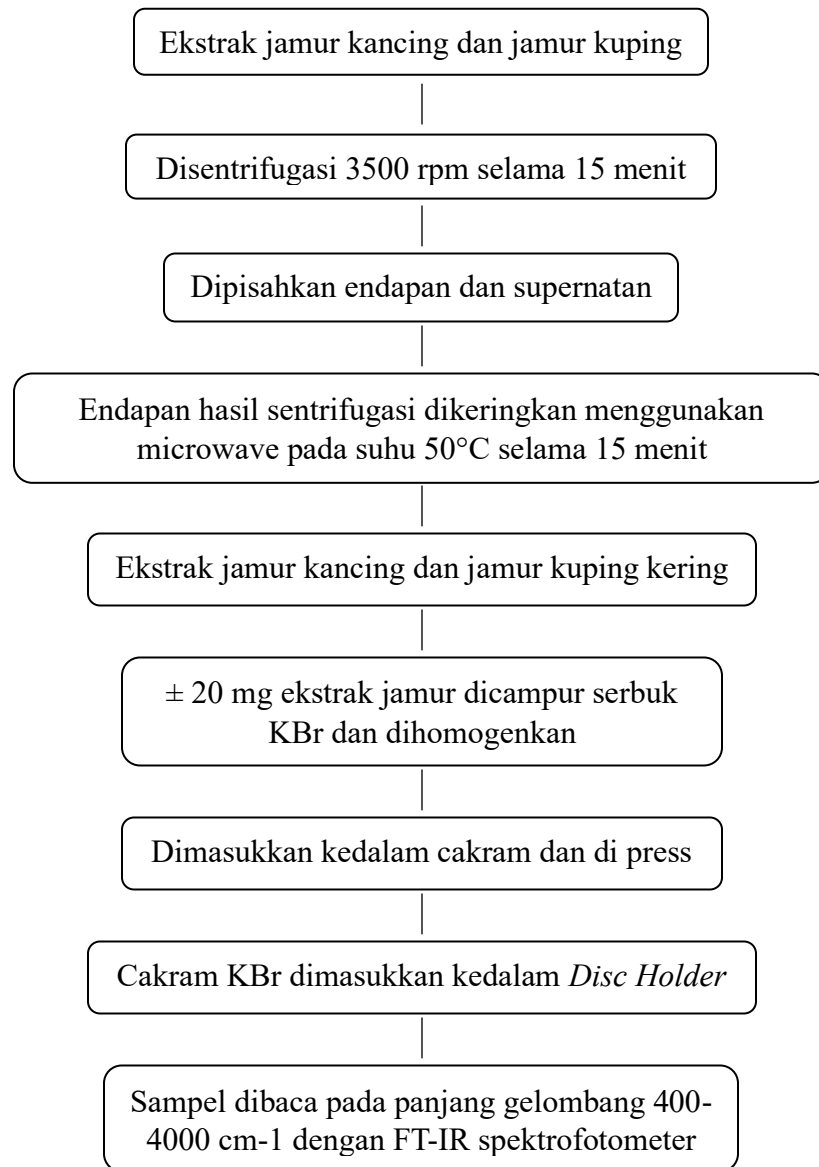 Ekstrak jamur kancing dan jamur kuping
Disentrifugasi 3500 rpm selama 15 menit
Dipisahkan endapan dan supernatan
Endapan hasil sentrifugasi dikeringkan menggunakan
microwave pada suhu 50°C selama 15 menit
Ekstrak jamur kancing dan jamur kuping kering
± 20 mg ekstrak jamur dicampur serbuk
KBr dan dihomogenkan
Dimasukkan kedalam cakram dan di press
Cakram KBr dimasukkan kedalam Disc Holder
Sampel dibaca pada panjang gelombang 400-
4000 cm-1 dengan FT-IR spektrofotometer